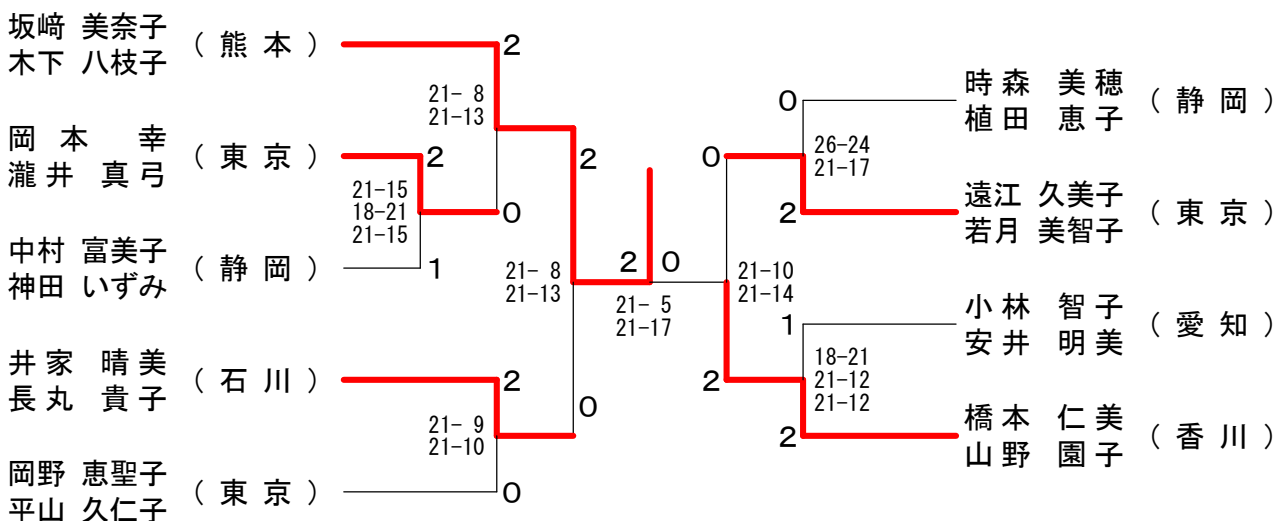 坂﨑 美奈子
木下 八枝子
( 熊 本 )
2
21- 8
21-13
岡 本 幸
瀧 井 真 弓
( 東 京 )
2
21-15
18-21
21-15
0
中村 富美子
神田 いずみ
( 静 岡 )
1
2
21- 8
21-13
井 家 晴 美
長 丸 貴 子
( 石 川 )
2
21- 9
21-10
0
岡野 恵聖子
平山 久仁子
( 東 京 )
0
2 0
21- 5
21-17
時 森 美 穂
植 田 恵 子
( 静 岡 )
0
26-24
21-17
0
遠江 久美子
若月 美智子
( 東 京 )
2
21-10
21-14
小 林 智 子
安 井 明 美
( 愛 知 )
1
18-21
21-12
21-12
2
橋 本 仁 美
山 野 園 子
( 香 川 )
2